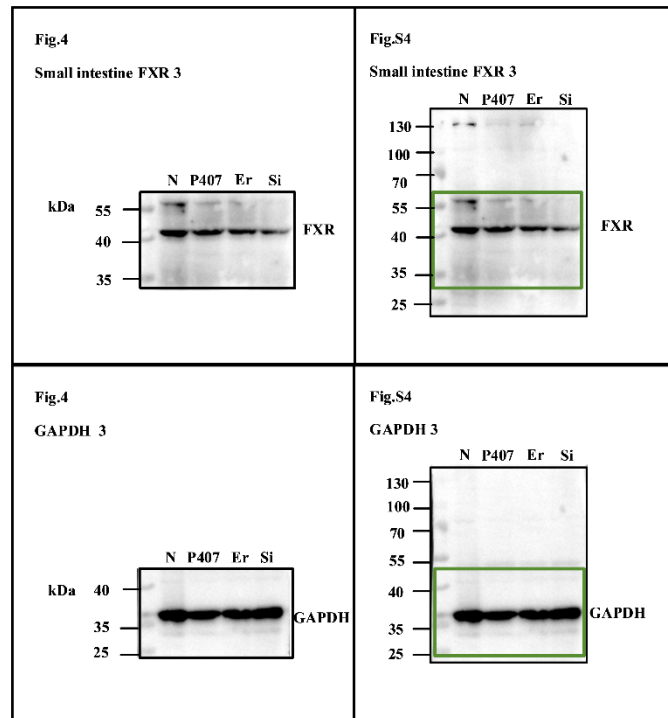 Fig.4
Small intestine FXR 3
N P407 Er Si
kDa
55
40
35
FXR
Fig.S4
Small intestine FXR 3
N P407 Er Si
130
100
70
55
40
35
25
FXR
Fig.4
GAPDH 3
N P407 Er Si
kDa
40
35
25
GAPDH
Fig.S4
GAPDH 3
N P407 Er Si
130
100
70
55
40
35
25
GAPDH